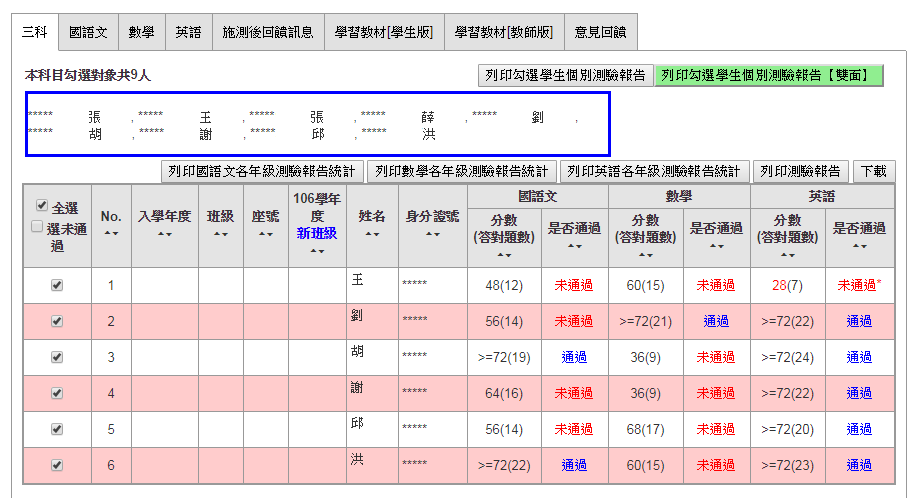 三科 國語文 數學 英語 施測後回饋訊息 學習教材[學生版] 學習教材[教師版] 意見回饋
本科目勾選對象共9人 列印勾選學生個別測驗報告 列印勾選學生個別測驗報告【雙面】
***** 張 , ***** 王 , ***** 張 , ***** 薛 , ***** 劉 ,
***** 胡 , ***** 謝 , ***** 邱 , ***** 洪
列印國語文各年級測驗報告統計 列印數學各年級測驗報告統計 列印英語各年級測驗報告統計 列印測驗報告 下載
全選
選未通過
No.
入學年度
班級
座號
106學年度
新班級
姓名
身分證號
國語文 數學 英語
分數
(答對題數)
是否通過
分數
(答對題數)
是否通過
分數
(答對題數)
是否通過
1 王 ***** 48(12) 未通過 60(15) 未通過 28(7) 未通過*
2 劉 ***** 56(14) 未通過 >=72(21) 通過 >=72(22) 通過
3 胡 ***** >=72(19) 通過 36(9) 未通過 >=72(24) 通過
4 謝 ***** 64(16) 未通過 36(9) 未通過 >=72(22) 通過
5 邱 ***** 56(14) 未通過 68(17) 未通過 >=72(20) 通過
6 洪 ***** >=72(22) 通過 60(15) 未通過 >=72(23) 通過